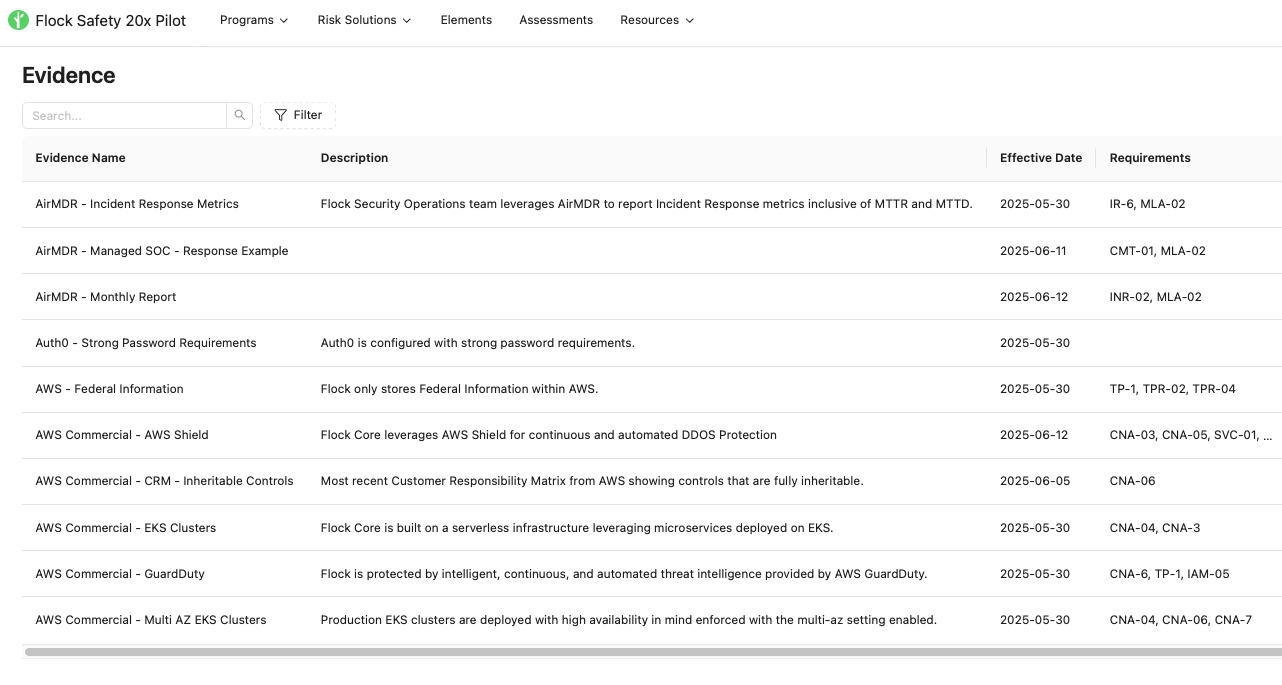 Flock Safety 20x Pilot Programs Risk Solutions Elements Assessments Resources
Evidence
Search... Filter
Evidence Name Description Effective Date Requirements
AirMDR - Incident Response Metrics Flock Security Operations team leverages AirMDR to report Incident Response metrics inclusive of MTTR and MTTD. 2025-05-30 IR-6, MLA-02
AirMDR - Managed SOC - Response Example 2025-06-11 CMT-01, MLA-02
AirMDR - Monthly Report 2025-06-12 INR-02, MLA-02
Auth0 - Strong Password Requirements Auth0 is configured with strong password requirements. 2025-05-30
AWS - Federal Information Flock only stores Federal Information within AWS. 2025-05-30 TP-1, TPR-02, TPR-04
AWS Commercial - AWS Shield Flock Core leverages AWS Shield for continuous and automated DDOS Protection 2025-06-12 CNA-03, CNA-05, SVC-01, ...
AWS Commercial - CRM - Inheritable Controls Most recent Customer Responsibility Matrix from AWS showing controls that are fully inheritable. 2025-06-05 CNA-06
AWS Commercial - EKS Clusters Flock Core is built on a serverless infrastructure leveraging microservices deployed on EKS. 2025-05-30 CNA-04, CNA-3
AWS Commercial - GuardDuty Flock is protected by intelligent, continuous, and automated threat intelligence provided by AWS GuardDuty. 2025-05-30 CNA-6, TP-1, IAM-05
AWS Commercial - Multi AZ EKS Clusters Production EKS clusters are deployed with high availability in mind enforced with the multi-az setting enabled. 2025-05-30 CNA-04, CNA-06, CNA-7